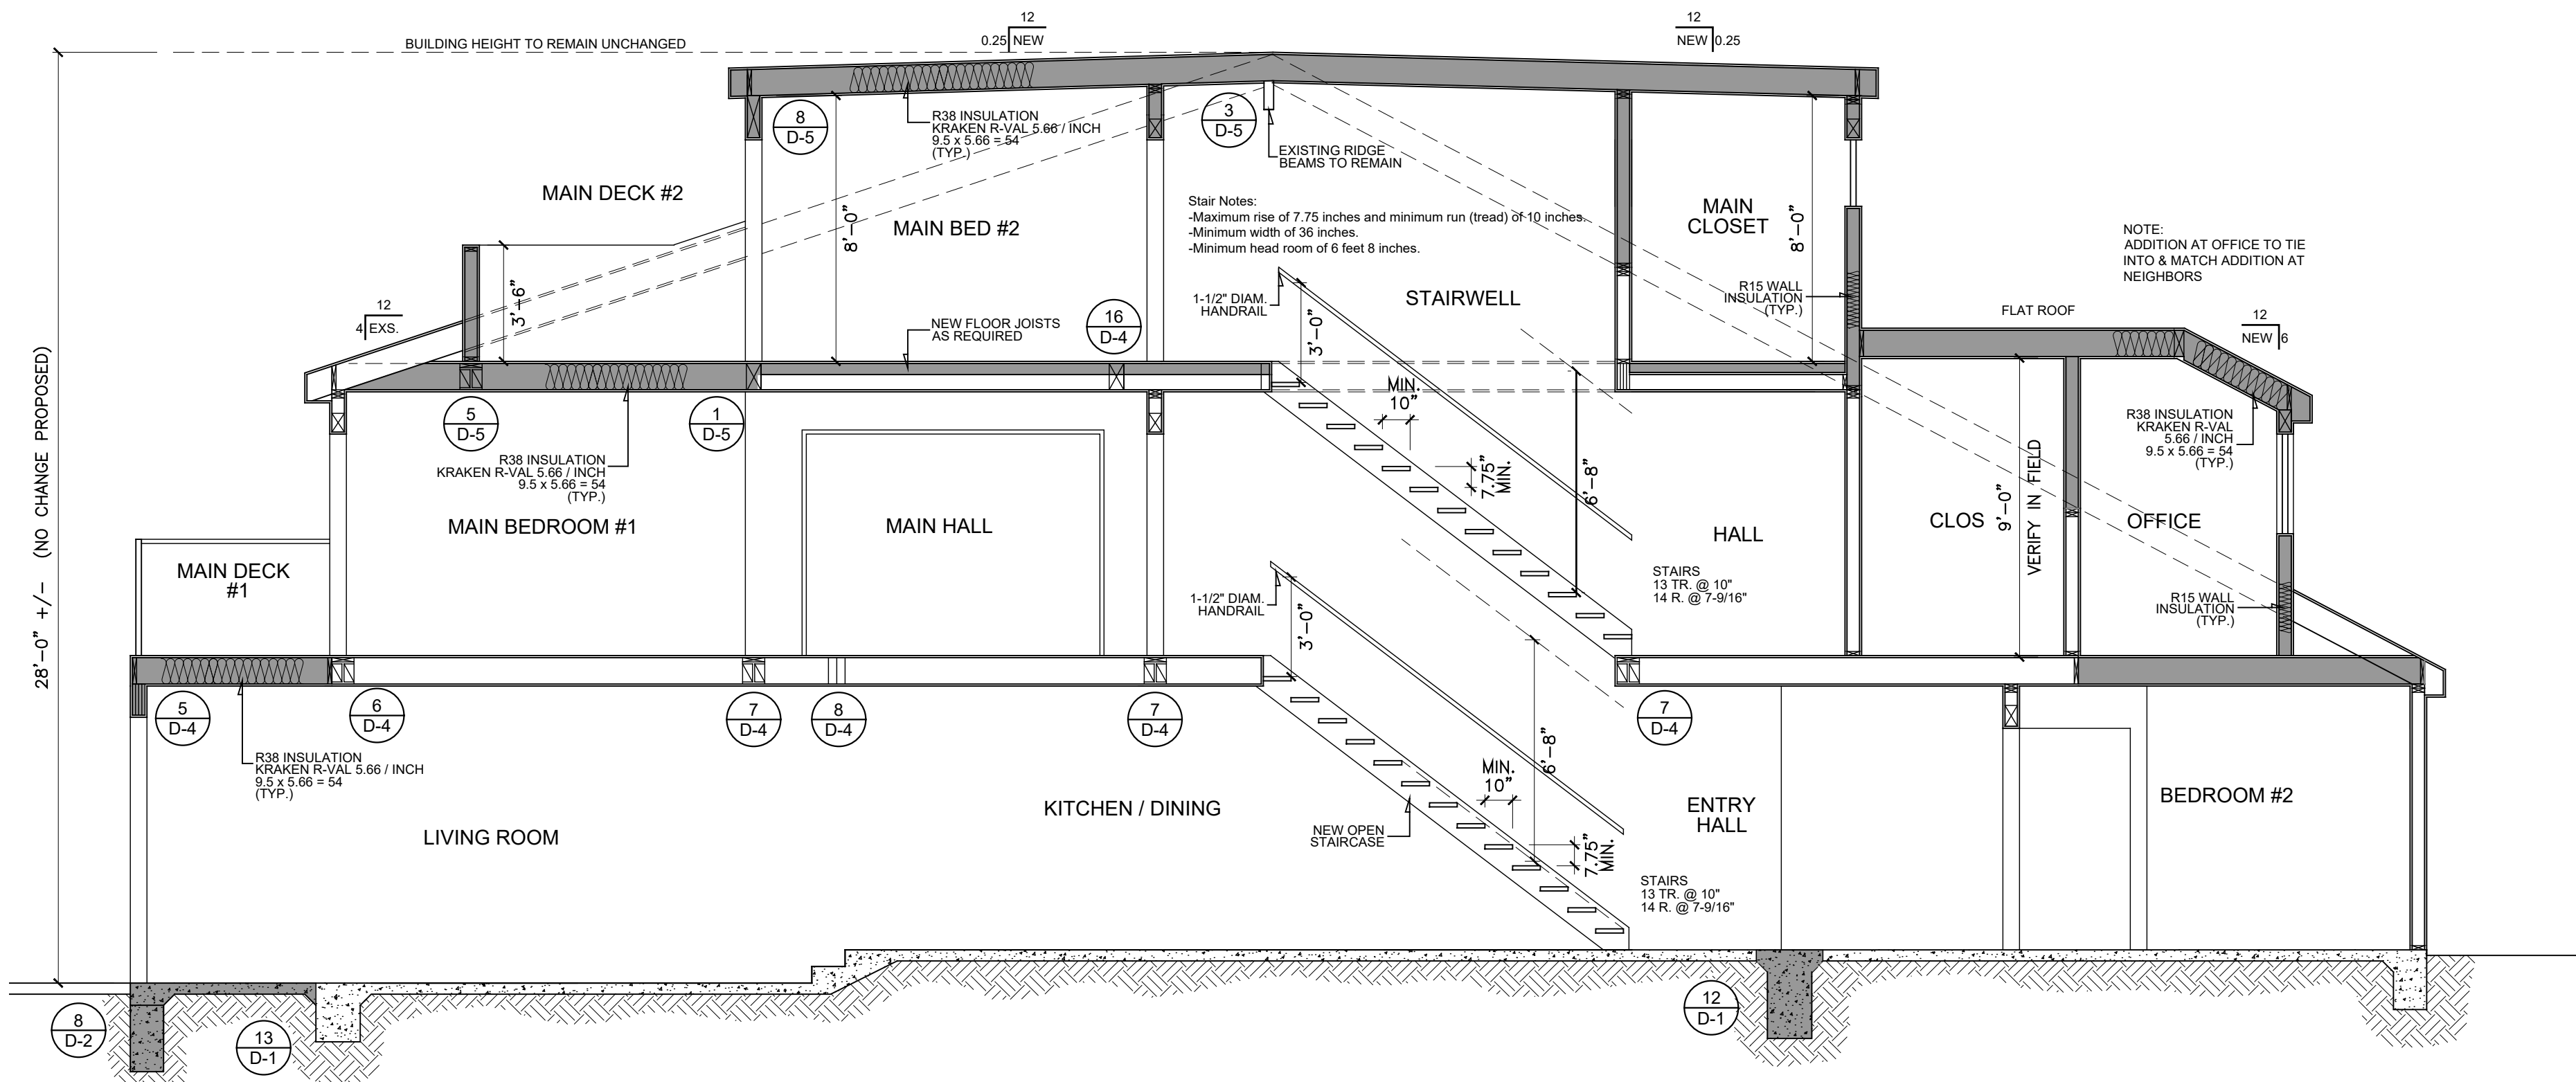 12
0.25 NEW
12
NEW 0.25
BUILDING HEIGHT TO REMAIN UNCHANGED
8
D-5
R38 INSULATION
KRAKEN R-VAL 5.66 / INCH
9.5 x 5.66 = 54
(TYP.)
3
D-5
EXISTING RIDGE
BEAMS TO REMAIN
MAIN DECK #2
MAIN BED #2
8'-0"
Stair Notes:
-Maximum rise of 7.75 inches and minimum run (tread) of 10 inches.
-Minimum width of 36 inches.
-Minimum head room of 6 feet 8 inches.
MAIN
CLOSET
8'-0"
NOTE:
ADDITION AT OFFICE TO TIE
INTO & MATCH ADDITION AT
NEIGHBORS
12
4 EXS.
3'-6"
NEW FLOOR JOISTS
AS REQUIRED
16
D-4
1-1/2" DIAM.
HANDRAIL
3'-0"
STAIRWELL
R15 WALL
INSULATION
(TYP.)
FLAT ROOF
12
NEW 6
28'-0" +/- (NO CHANGE PROPOSED)
5
D-5
1
D-5
R38 INSULATION
KRAKEN R-VAL 5.66 / INCH
9.5 x 5.66 = 54
(TYP.)
MIN.
10"
7.75"
MIN.
6'-8"
R38 INSULATION
KRAKEN R-VAL
5.66 / INCH
9.5 x 5.66 = 54
(TYP.)
MAIN BEDROOM #1
MAIN HALL
HALL
CLOS
9'-0"
VERIFY IN FIELD
OFFICE
MAIN DECK
#1
1-1/2" DIAM.
HANDRAIL
3'-0"
STAIRS
13 TR. @ 10"
14 R. @ 7-9/16"
R15 WALL
INSULATION
(TYP.)
5
D-4
6
D-4
7
D-4
8
D-4
7
D-4
7
D-4
R38 INSULATION
KRAKEN R-VAL 5.66 / INCH
9.5 x 5.66 = 54
(TYP.)
6'-8"
MIN.
10"
LIVING ROOM
KITCHEN / DINING
NEW OPEN
STAIRCASE
7.75"
MIN.
ENTRY
HALL
BEDROOM #2
STAIRS
13 TR. @ 10"
14 R. @ 7-9/16"
8
D-2
13
D-1
12
D-1